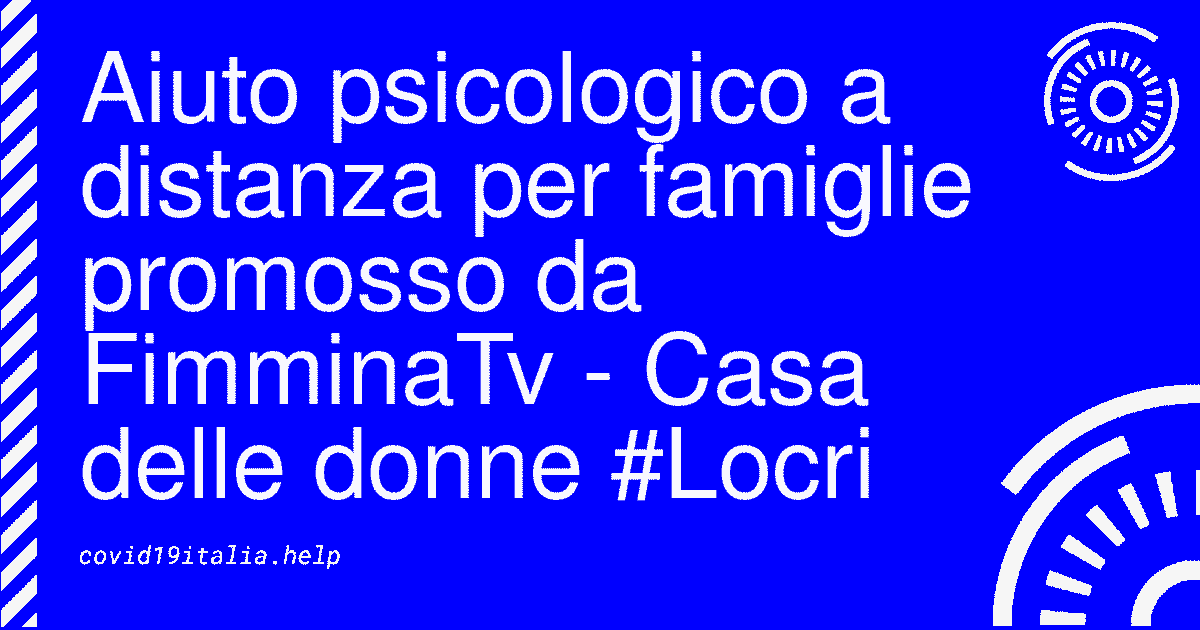 Aiuto psicologico a
distanza per famiglie
promosso da
FimminaTv - Casa
delle donne #Locri
covid19italia.help